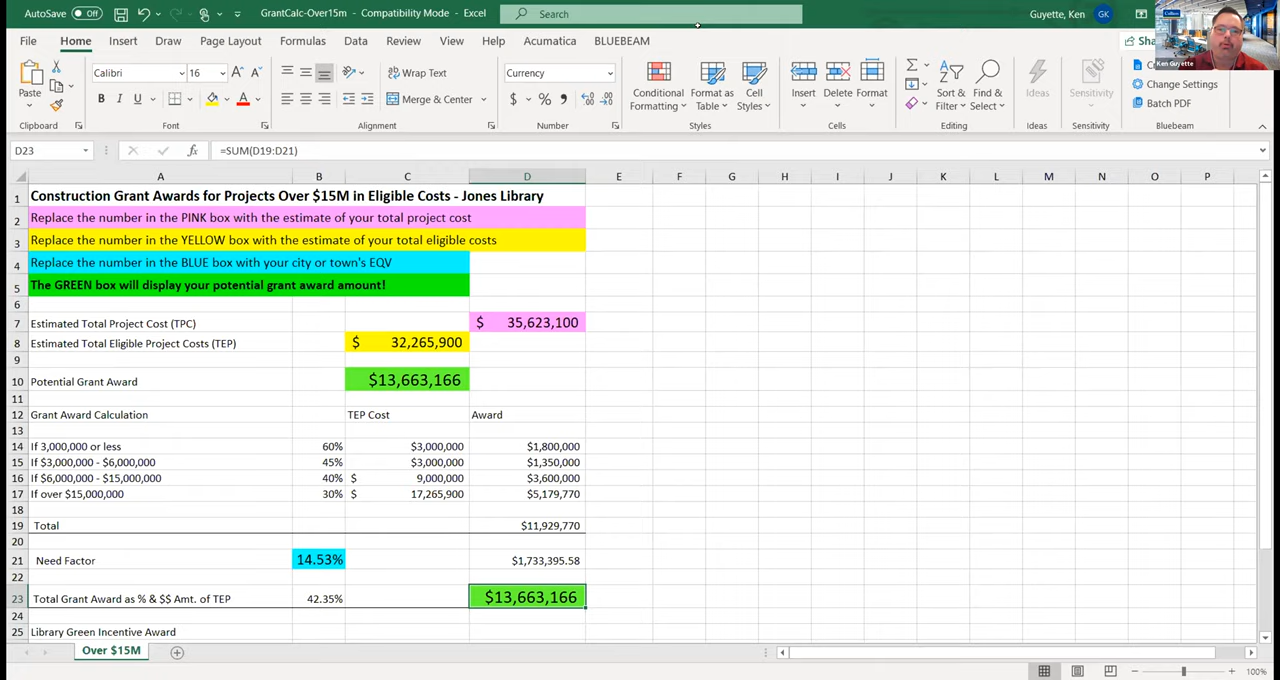 AutoSave Off GrantCalc-Over15m - Compatibility Mode - Excel Search Guyette, Ken GK
File Home Insert Draw Page Layout Formulas Data Review View Help Acumatica BLUEBEAM
Ken Guyette
Paste
Calibri 16
B I U
Wrap Text
Merge & Center
Currency
$ % ,
Conditional Formatting
Format as Table
Cell Styles
Insert Delete Format
Sort & Filter
Find & Select
Ideas
Sensitivity
Change Settings
Batch PDF
Clipboard Font Alignment Number Styles Cells Editing Ideas Sensitivity Bluebeam
D23 fx =SUM(D19:D21)
A B C D E F G H I J K L M N O P
1 Construction Grant Awards for Projects Over $15M in Eligible Costs - Jones Library
2 Replace the number in the PINK box with the estimate of your total project cost
3 Replace the number in the YELLOW box with the estimate of your total eligible costs
4 Replace the number in the BLUE box with your city or town's EQV
5 The GREEN box will display your potential grant award amount!
6
7 Estimated Total Project Cost (TPC) $ 35,623,100
8 Estimated Total Eligible Project Costs (TEP) $ 32,265,900
9
10 Potential Grant Award $13,663,166
11
12 Grant Award Calculation TEP Cost Award
13
14 If 3,000,000 or less 60% $3,000,000 $1,800,000
15 If $3,000,000 - $6,000,000 45% $3,000,000 $1,350,000
16 If $6,000,000 - $15,000,000 40% $ 9,000,000 $3,600,000
17 If over $15,000,000 30% $ 17,265,900 $5,179,770
18
19 Total $11,929,770
20
21 Need Factor 14.53% $1,733,395.58
22
23 Total Grant Award as % & $$ Amt. of TEP 42.35% $13,663,166
24
25 Library Green Incentive Award
Over $15M
100%